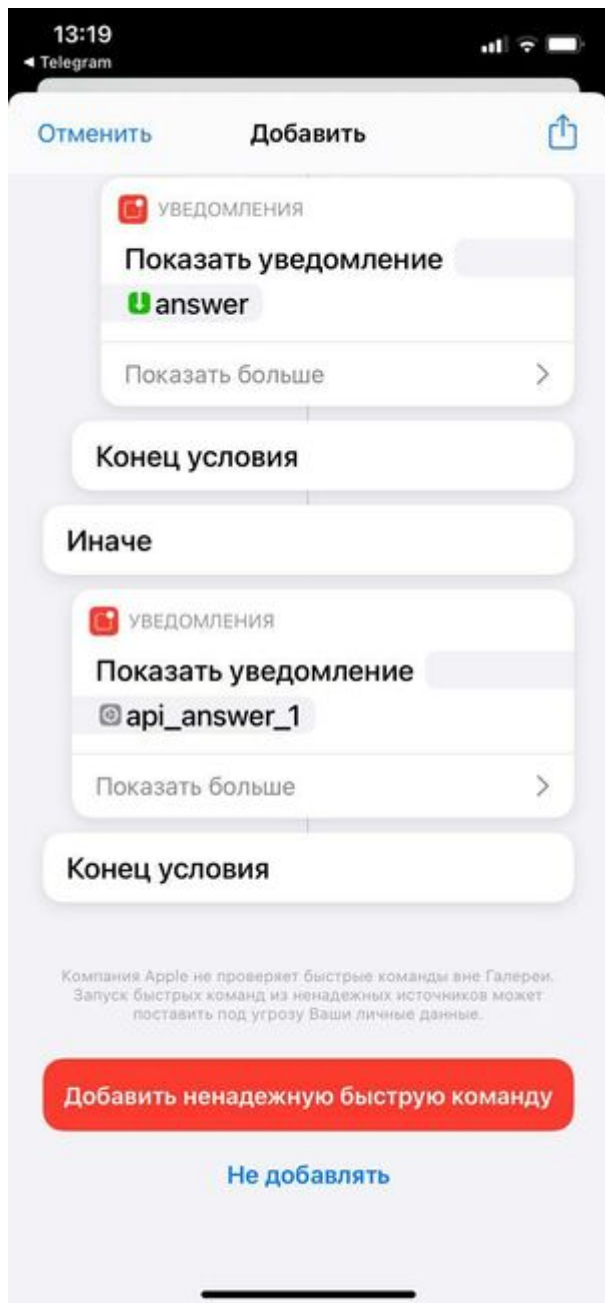 13:19
◀ Telegram
Отменить
Добавить
УВЕДОМЛЕНИЯ
Показать уведомление
answer
Показать больше
Конец условия
Иначе
УВЕДОМЛЕНИЯ
Показать уведомление
api_answer_1
Показать больше
Конец условия
Компания Apple не проверяет быстрые команды вне Галереи.
Запуск быстрых команд из ненадежных источников может
поставить под угрозу Ваши личные данные.
Добавить ненадежную быструю команду
Не добавлять